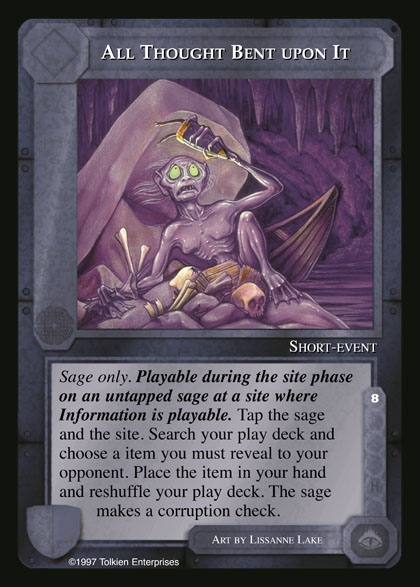 All Thought Bent upon It
Short-event
Sage only. Playable during the site phase
on an untapped sage at a site where
Information is playable. Tap the sage
and the site. Search your play deck and
choose a item you must reveal to your
opponent. Place the item in your hand
and reshuffle your play deck. The sage
makes a corruption check.
8
H
Art by Lissanne Lake
©1997 Tolkien Enterprises